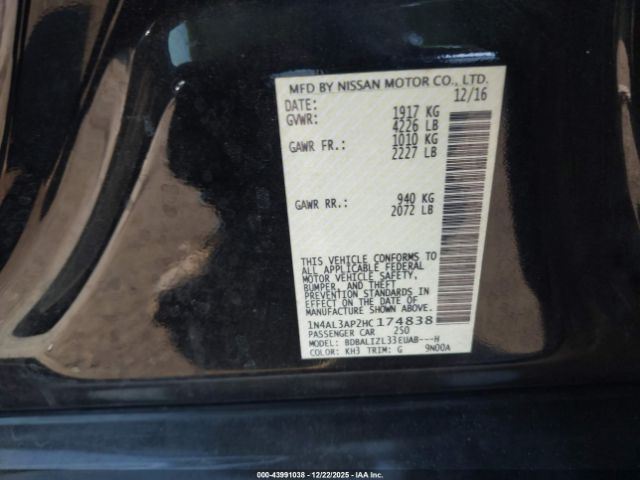 MFD BY NISSAN MOTOR CO., LTD.
DATE: 12/16
GVWR: 1917 KG
4226 LB
GAWR FR.: 1010 KG
2227 LB
GAWR RR.: 940 KG
2072 LB
THIS VEHICLE CONFORMS TO
ALL APPLICABLE FEDERAL
MOTOR VEHICLE SAFETY,
BUMPER, AND THEFT
PREVENTION STANDARDS IN
EFFECT ON THE DATE OF
MANUFACTURE SHOWN ABOVE.
1N4AL3AP2HC174838
PASSENGER CAR 250
MODEL: BDBALIZL33EUAB---H
COLOR: KH3 TRIM: G 9N00A
000-43991038 - 12/22/2025 - IAAI.COM